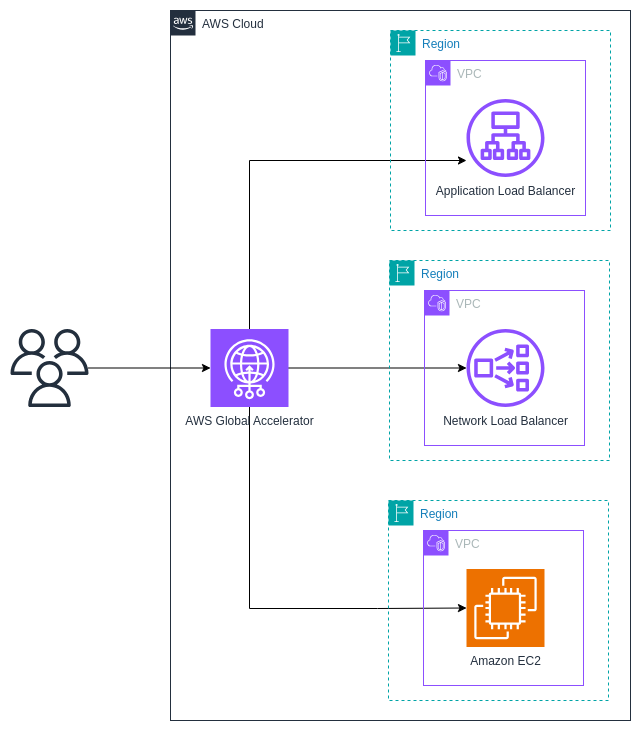 aws
AWS Cloud
Region
VPC
Application Load Balancer
Region
VPC
Network Load Balancer
AWS Global Accelerator
Region
VPC
Amazon EC2